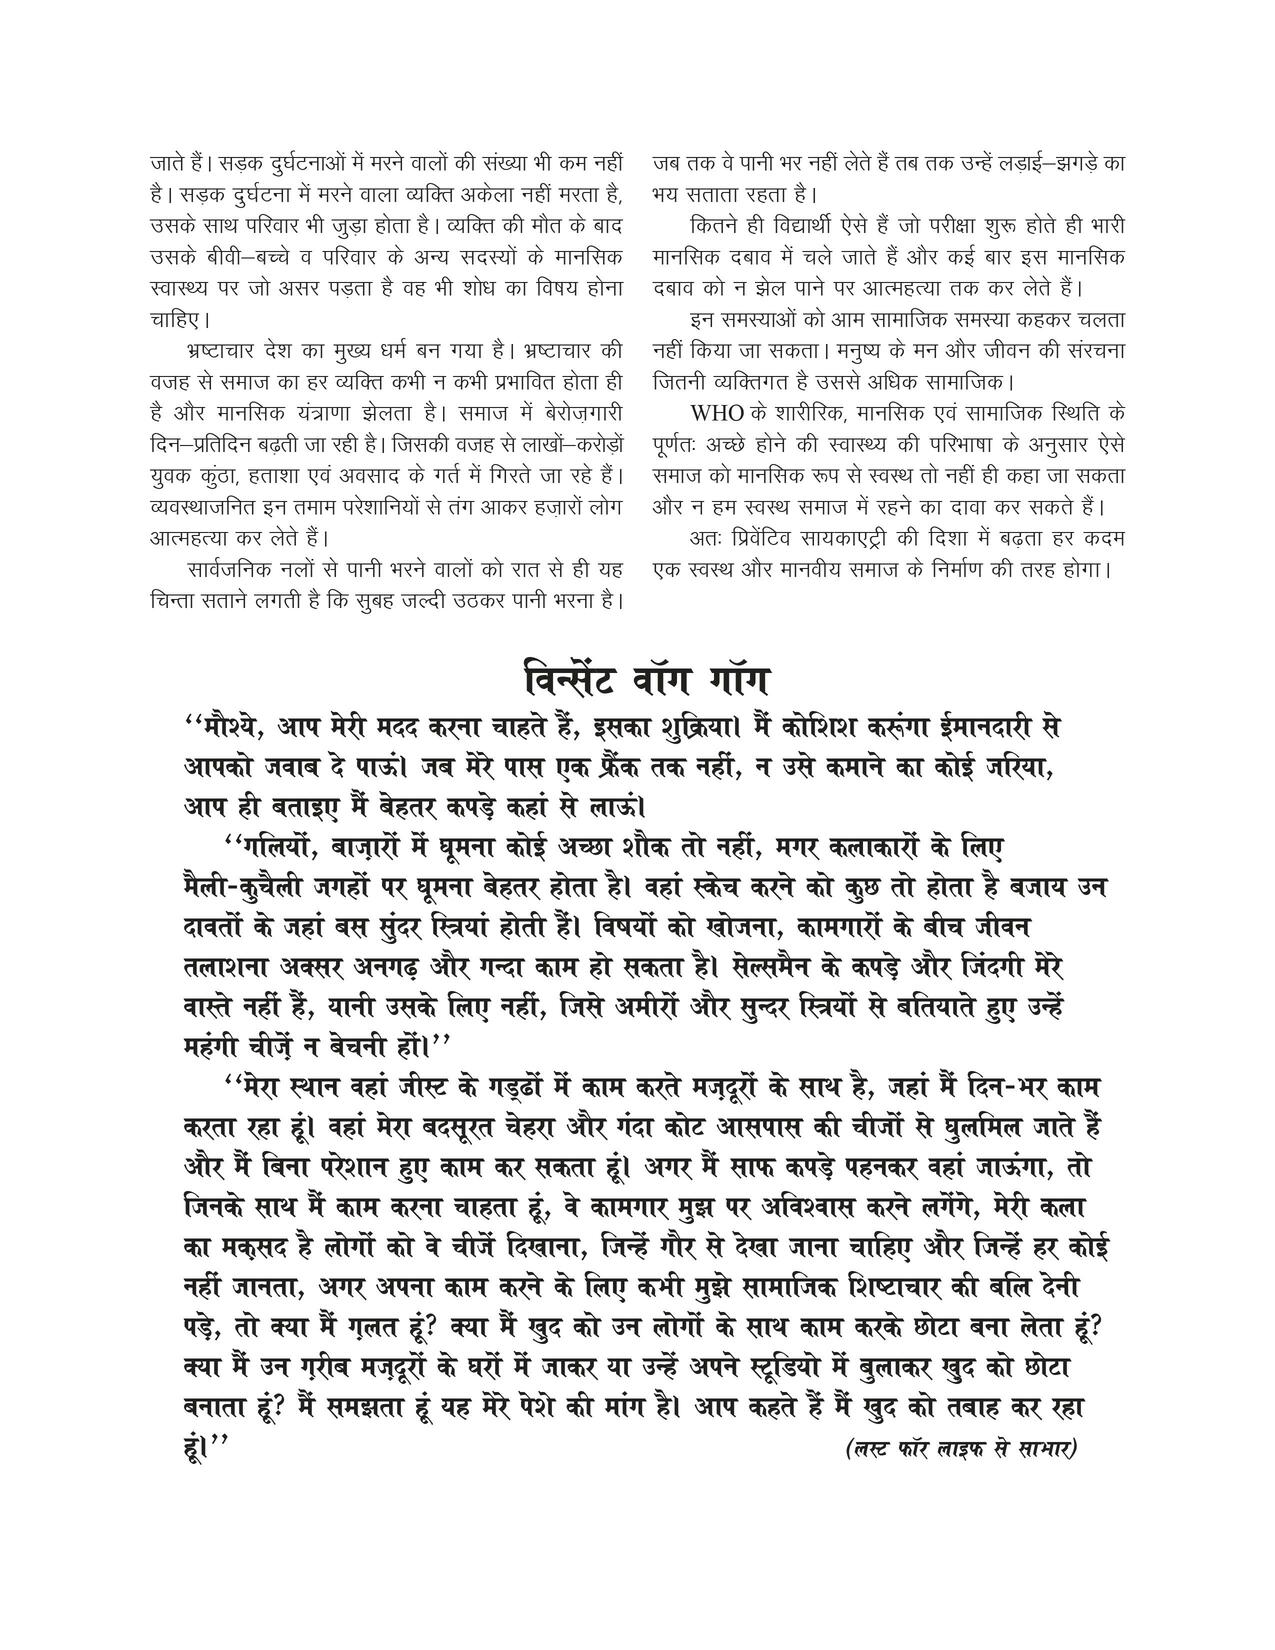 जाते हैं। सड़क दुर्घटनाओं में मरने वालों की संख्या भी कम नहीं
है। सड़क दुर्घटना में मरने वाला व्यक्ति अकेला नहीं मरता है,
उसके साथ परिवार भी जुड़ा होता है। व्यक्ति की मौत के बाद
उसके बीवी–बच्चे व परिवार के अन्य सदस्यों के मानसिक
स्वास्थ्य पर जो असर पड़ता है वह भी शोध का विषय होना
चाहिए।
भ्रष्टाचार देश का मुख्य धर्म बन गया है। भ्रष्टाचार की
वजह से समाज का हर व्यक्ति कभी न कभी प्रभावित होता ही
है और मानसिक यंत्राणा झेलता है। समाज में बेरोज़गारी
दिन–प्रतिदिन बढ़ती जा रही है। जिसकी वजह से लाखों–करोड़ों
युवक कुंठा, हताशा एवं अवसाद के गर्त में गिरते जा रहे हैं।
व्यवस्थाजनित इन तमाम परेशानियों से तंग आकर हज़ारों लोग
आत्महत्या कर लेते हैं।
सार्वजनिक नलों से पानी भरने वालों को रात से ही यह
चिन्ता सताने लगती है कि सुबह जल्दी उठकर पानी भरना है।
जब तक वे पानी भर नहीं लेते हैं तब तक उन्हें लड़ाई–झगड़े का
भय सताता रहता है।
कितने ही विद्यार्थी ऐसे हैं जो परीक्षा शुरू होते ही भारी
मानसिक दबाव में चले जाते हैं और कई बार इस मानसिक
दबाव को न झेल पाने पर आत्महत्या तक कर लेते हैं।
इन समस्याओं को आम सामाजिक समस्या कहकर चलता
नहीं किया जा सकता। मनुष्य के मन और जीवन की संरचना
जितनी व्यक्तिगत है उससे अधिक सामाजिक।
WHO के शारीरिक, मानसिक एवं सामाजिक स्थिति के
पूर्णतः अच्छे होने की स्वास्थ्य की परिभाषा के अनुसार ऐसे
समाज को मानसिक रूप से स्वस्थ तो नहीं ही कहा जा सकता
और न हम स्वस्थ समाज में रहने का दावा कर सकते हैं।
अतः प्रिवेंटिव सायकाएट्री की दिशा में बढ़ता हर कदम
एक स्वस्थ और मानवीय समाज के निर्माण की तरह होगा।
विन्सेंट वॉग गॉग
‘‘मौश्ये, आप मेरी मदद करना चाहते हैं, इसका शुक्रिया। मैं कोशिश करूंगा ईमानदारी से
आपको जवाब दे पाऊं। जब मेरे पास एक फ्रैंक तक नहीं, न उसे कमाने का कोई जरिया,
आप ही बताइए मैं बेहतर कपड़े कहां से लाऊं।
‘‘गलियों, बाज़ारों में घूमना कोई अच्छा शौक तो नहीं, मगर कलाकारों के लिए
मैली-कुचैली जगहों पर घूमना बेहतर होता है। वहां स्केच करने को कुछ तो होता है बजाय उन
दावतों के जहां बस सुंदर स्त्रियां होती हैं। विषयों को खोजना, कामगारों के बीच जीवन
तलाशना अक्सर अनगढ़ और गन्दा काम हो सकता है। सेल्समैन के कपड़े और जिंदगी मेरे
वास्ते नहीं हैं, यानी उसके लिए नहीं, जिसे अमीरों और सुन्दर स्त्रियों से बतियाते हुए उन्हें
महंगी चीज़ें न बेचनी हों।’’
‘‘मेरा स्थान वहां जीस्ट के गड्ढों में काम करते मज़दूरों के साथ है, जहां मैं दिन-भर काम
करता रहा हूं। वहां मेरा बदसूरत चेहरा और गंदा कोट आसपास की चीजों से घुलमिल जाते हैं
और मैं बिना परेशान हुए काम कर सकता हूं। अगर मैं साफ कपड़े पहनकर वहां जाऊंगा, तो
जिनके साथ मैं काम करना चाहता हूं, वे कामगार मुझ पर अविश्वास करने लगेंगे, मेरी कला
का मक़सद है लोगों को वे चीजें दिखाना, जिन्हें गौर से देखा जाना चाहिए और जिन्हें हर कोई
नहीं जानता, अगर अपना काम करने के लिए कभी मुझे सामाजिक शिष्टाचार की बलि देनी
पड़े, तो क्या मैं ग़लत हूं? क्या मैं खुद को उन लोगों के साथ काम करके छोटा बना लेता हूं?
क्या मैं उन ग़रीब मज़दूरों के घरों में जाकर या उन्हें अपने स्टूडियो में बुलाकर खुद को छोटा
बनाता हूं? मैं समझता हूं यह मेरे पेशे की मांग है। आप कहते हैं मैं खुद को तबाह कर रहा
हूं।’’ (लस्ट फॉर लाइफ से साभार)